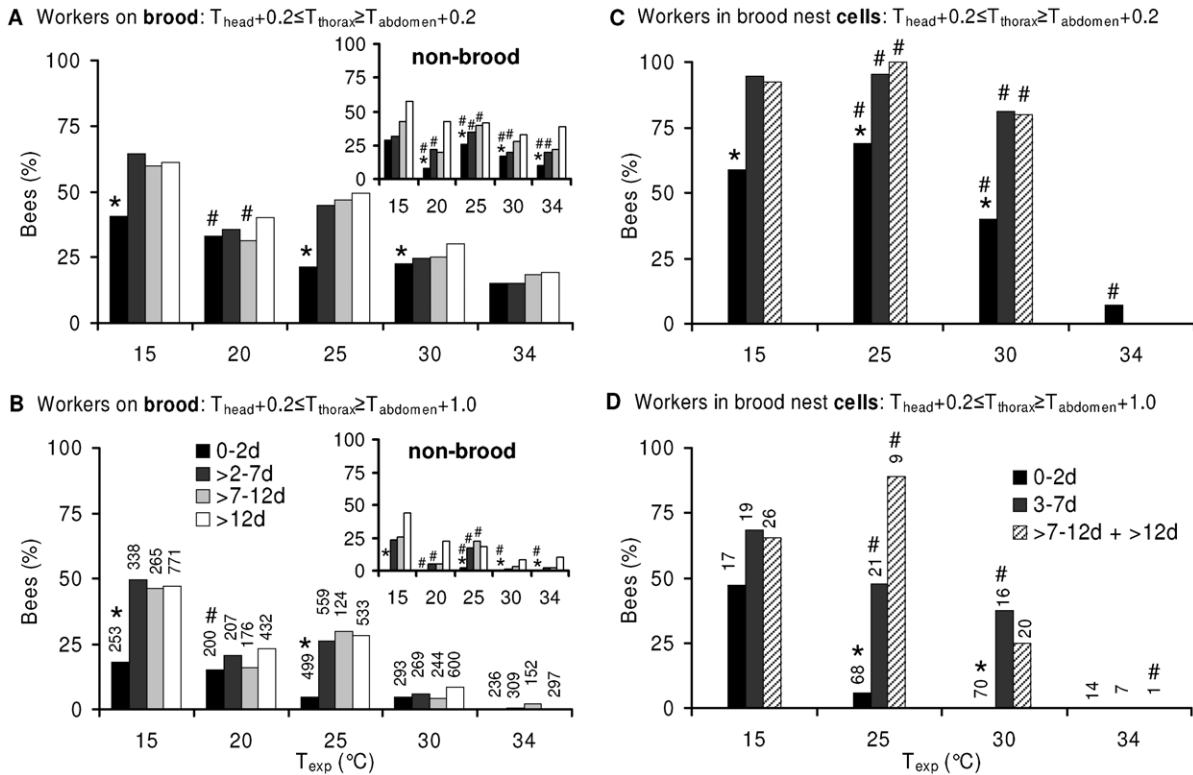 A Workers on brood: Thead+0.2≤Tthorax≥Tabdomen+0.2
100
75
50
25
0
Bees (%)
* # # * *
15 20 25 30 34
non-brood
50
25
0
# # # # # # # # # #
* * * *
15 20 25 30 34
C Workers in brood nest cells: Thead+0.2≤Tthorax≥Tabdomen+0.2
100
75
50
25
0
Bees (%)
* # * # # # * # # #
15 25 30 34
B Workers on brood: Thead+0.2≤Tthorax≥Tabdomen+1.0
100
75
50
25
0
Bees (%)
0-2d
>2-7d
>7-12d
>12d
* # *
253 338 265 771
200 207 176 432
499 559 124 533
293 269 244 600
236 309 152 297
15 20 25 30 34
Texp (°C)
non-brood
100
75
50
25
0
* # # # * # # # * # *
15 20 25 30 34
D Workers in brood nest cells: Thead+0.2≤Tthorax≥Tabdomen+1.0
100
75
50
25
0
Bees (%)
0-2d
3-7d
>7-12d + >12d
* # # * # #
17 19 26
68 21 9
70 16 20
14 7 1
15 25 30 34
Texp (°C)